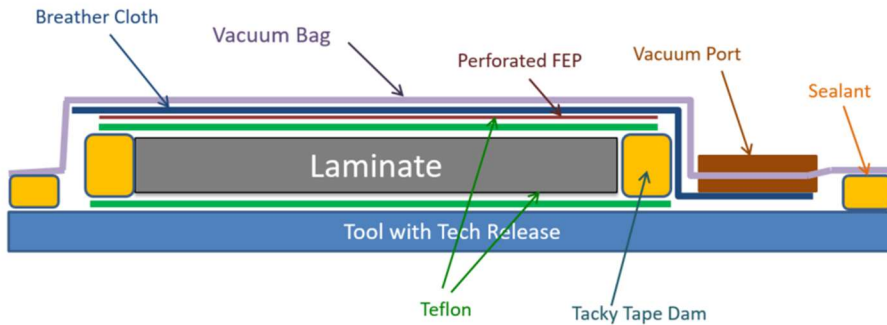 Breather Cloth
Vacuum Bag
Perforated FEP
Vacuum Port
Sealant
Laminate
Tool with Tech Release
Teflon
Tacky Tape Dam